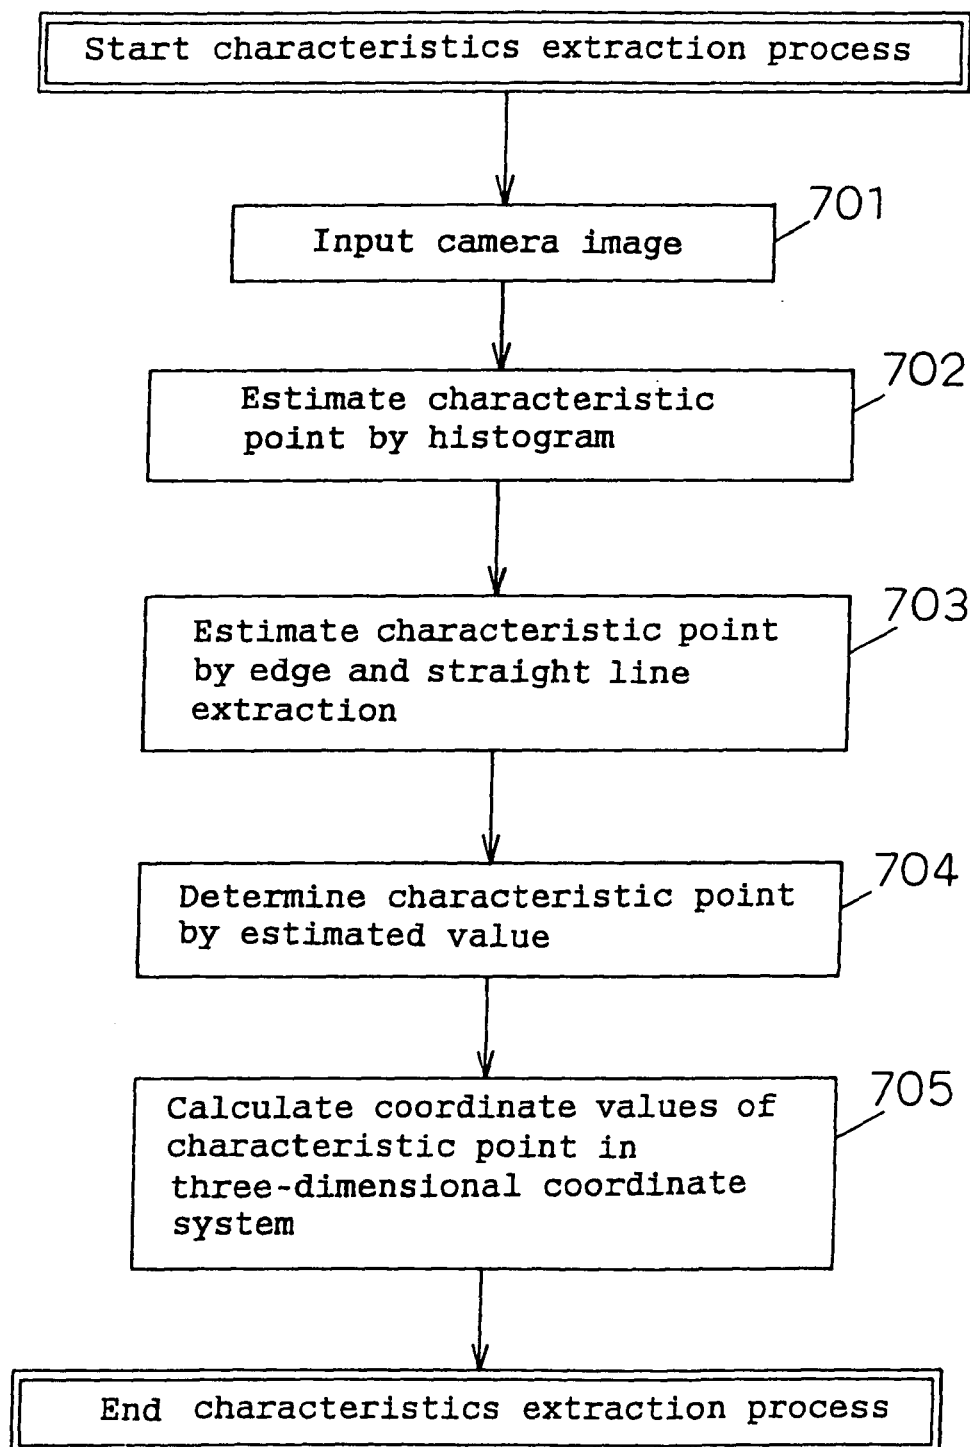 Start characteristics extraction process
701
Input camera image
702
Estimate characteristic
point by histogram
703
Estimate characteristic point
by edge and straight line
extraction
704
Determine characteristic point
by estimated value
705
Calculate coordinate values of
characteristic point in
three-dimensional coordinate
system
End characteristics extraction process